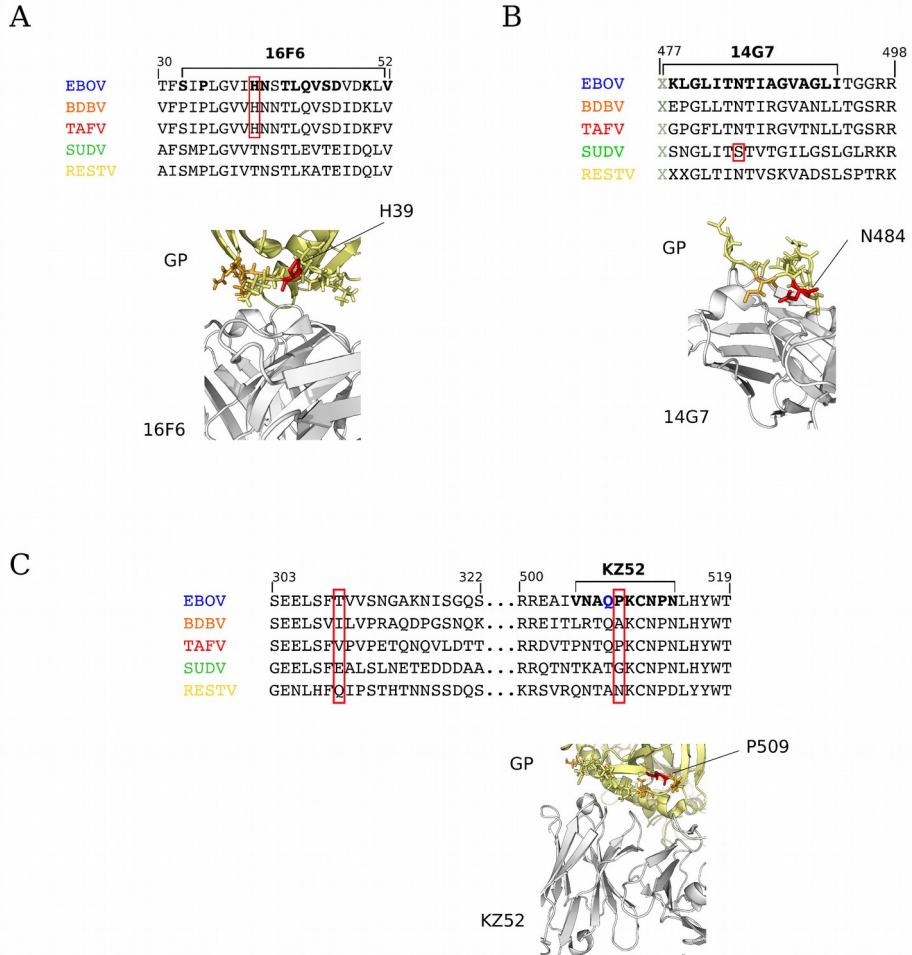 A
16F6
30 52
EBOV TFSIPLGVIHNSTLQVSDVDKLV
BDBV VFPIPLGVVHNNTLQVSDIDKLV
TAFV VFSIPLGVVHNNTLQVSDIDKFV
SUDV AFSMPLGVVTNSTLEVTEIDQLV
RESTV AISMPLGIVTNSTLKATEIDQLV
H39
GP
16F6
B
14G7
477 498
EBOV XKLGLITNTIAGVAGLITGGRR
BDBV XEPGLLTNTIRGVANLLTGSRR
TAFV XGPGFLTNTIRGVTNLLTGSRR
SUDV XSNGLITSTVTGILGSLGLRKR
RESTV XXXGLTINTVSKVADSLSPTRK
N484
GP
14G7
C
KZ52
303 322 500 519
EBOV SEELSFTVVSNGAKNISGQS...RREAIVNAQPKCNPNLHYWT
BDBV SEELSVILVPRAQDPGSNQK...RREITLRTQAKCNPNLHYWT
TAFV SEELSFVPVPETQNQVLDTT...RRDVTPNTQPKCNPNLHYWT
SUDV GEELSFEALSLNETEDDDAA...RRQTNTKATGKCNPNLHYWT
RESTV GENLHFQIPSTHTNNSSDQS...KRSVRQNTANKCNPDLYYWT
P509
GP
KZ52